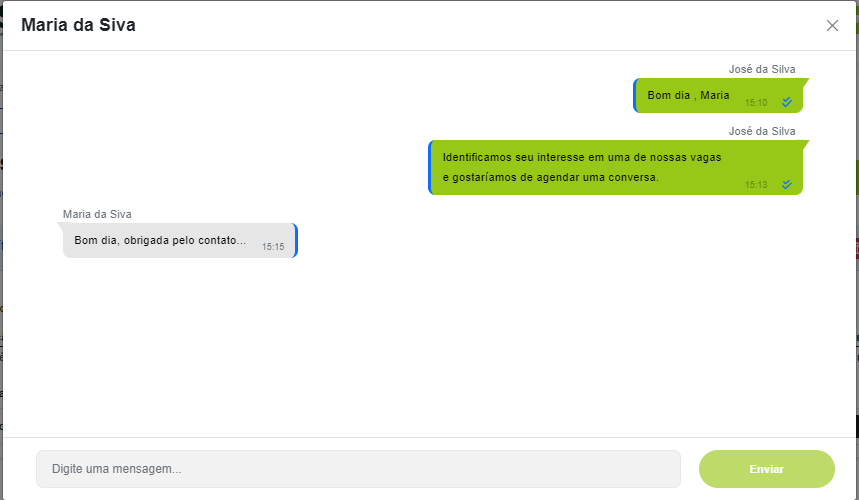 Maria da Siva
José da Silva
Bom dia , Maria
15:10
José da Silva
Identificamos seu interesse em uma de nossas vagas
e gostaríamos de agendar uma conversa.
15:13
Maria da Siva
Bom dia, obrigada pelo contato...
15:15
Digite uma mensagem...
Enviar